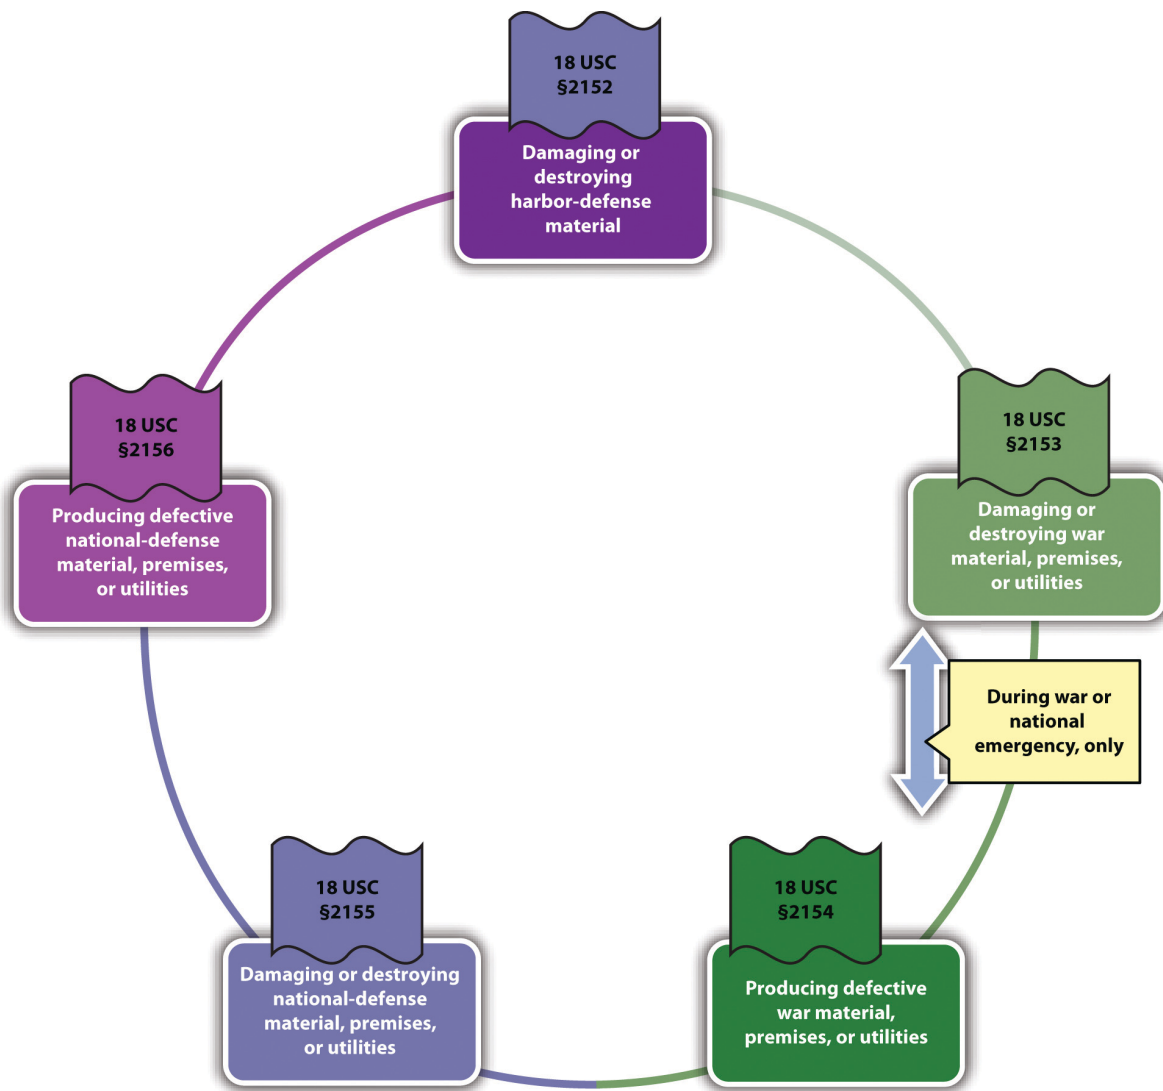 18 USC
§2152
Damaging or
destroying
harbor-defense
material
18 USC
§2153
Damaging or
destroying war
material, premises,
or utilities
During war or
national
emergency, only
18 USC
§2154
Producing defective
war material,
premises, or utilities
18 USC
§2155
Damaging or destroying
national-defense
material, premises,
or utilities
18 USC
§2156
Producing defective
national-defense
material, premises,
or utilities